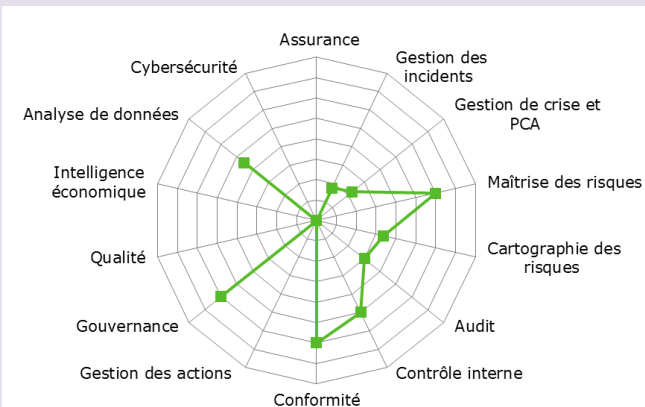 Assurance
Gestion des
incidents
Gestion de crise et
PCA
Maîtrise des risques
Cartographie des
risques
Audit
Contrôle interne
Conformité
Gestion des actions
Gouvernance
Qualité
Intelligence
économique
Analyse de données
Cybersécurité